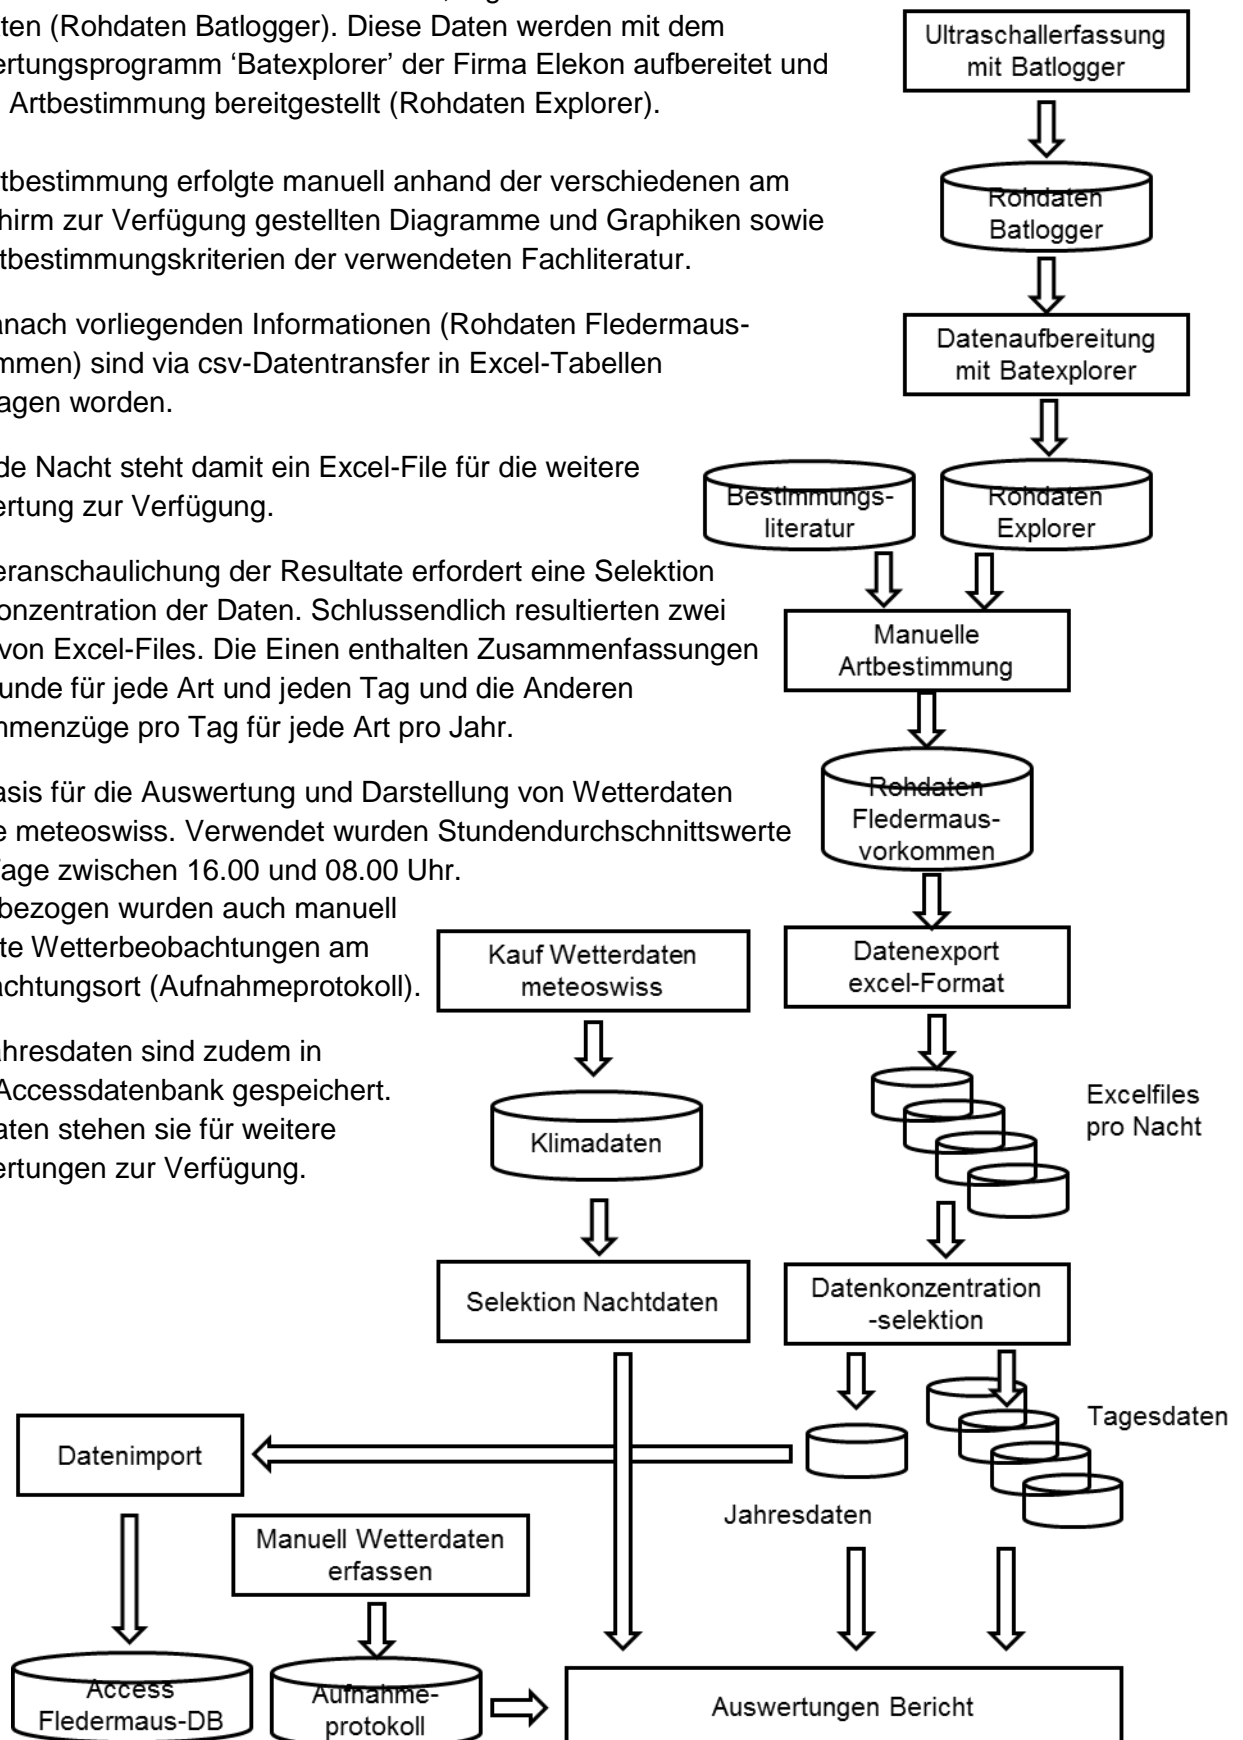 ten (Rohdaten Batlogger). Diese Daten werden mit dem
ertungsprogramm ‘Batexplorer’ der Firma Elekon aufbereitet und
Artbestimmung bereitgestellt (Rohdaten Explorer).
tbestimmung erfolgte manuell anhand der verschiedenen am
hirm zur Verfügung gestellten Diagramme und Graphiken sowie
tbestimmungskriterien der verwendeten Fachliteratur.
anach vorliegenden Informationen (Rohdaten Fledermaus-
mmen) sind via csv-Datentransfer in Excel-Tabellen
agen worden.
de Nacht steht damit ein Excel-File für die weitere
ertung zur Verfügung.
eranschaulichung der Resultate erfordert eine Selektion
onzentration der Daten. Schlussendlich resultierten zwei
von Excel-Files. Die Einen enthalten Zusammenfassungen
unde für jede Art und jeden Tag und die Anderen
mmenzüge pro Tag für jede Art pro Jahr.
asis für die Auswertung und Darstellung von Wetterdaten
e meteoswiss. Verwendet wurden Stundendurchschnittswerte
age zwischen 16.00 und 08.00 Uhr.
bezogen wurden auch manuell
te Wetterbeobachtungen am
achtungsort (Aufnahmeprotokoll).
ahresdaten sind zudem in
Accessdatenbank gespeichert.
aten stehen sie für weitere
ertungen zur Verfügung.
Ultraschallerfassung
mit Batlogger
Rohdaten
Batlogger
Datenaufbereitung
mit Batexplorer
Bestimmungs-
literatur
Rohdaten
Explorer
Manuelle
Artbestimmung
Rohdaten
Fledermaus-
vorkommen
Kauf Wetterdaten
meteoswiss
Datenexport
excel-Format
Klimadaten
Excelfiles
pro Nacht
Selektion Nachtdaten
Datenkonzentration
-selektion
Tagesdaten
Datenimport
Jahresdaten
Manuell Wetterdaten
erfassen
Access
Fledermaus-DB
Aufnahme-
protokoll
Auswertungen Bericht